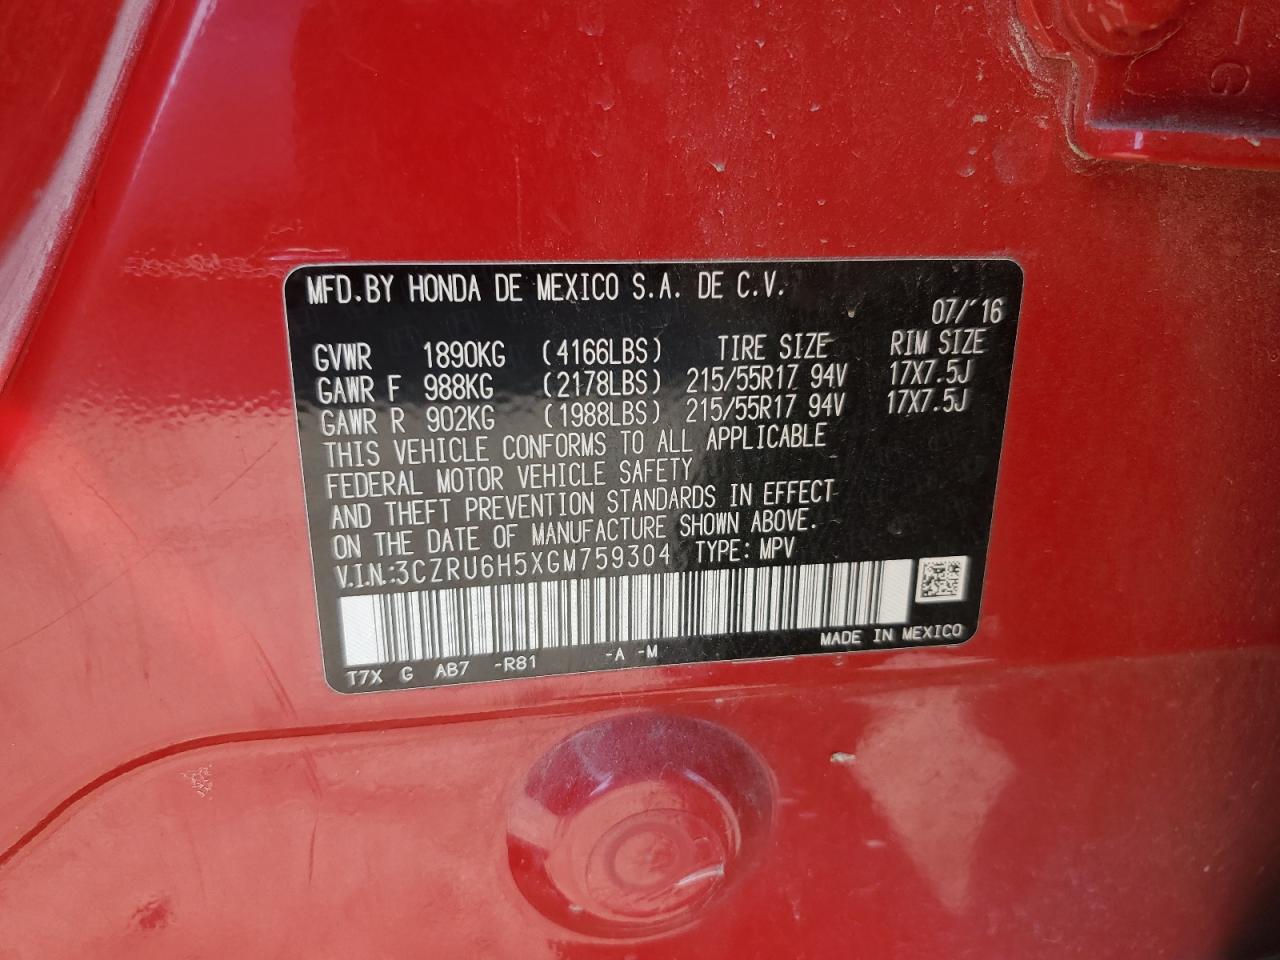 MFD.BY HONDA DE MEXICO S.A. DE C.V.
07/'16
GVWR 1890KG (4166LBS) TIRE SIZE RIM SIZE
GAWR F 988KG (2178LBS) 215/55R17 94V 17X7.5J
GAWR R 902KG (1988LBS) 215/55R17 94V 17X7.5J
THIS VEHICLE CONFORMS TO ALL APPLICABLE
FEDERAL MOTOR VEHICLE SAFETY
AND THEFT PREVENTION STANDARDS IN EFFECT
ON THE DATE OF MANUFACTURE SHOWN ABOVE.
V.I.N.:3CZRU6H5XGM759304 TYPE: MPV
MADE IN MEXICO
T7X G AB7 -R81 -A -M